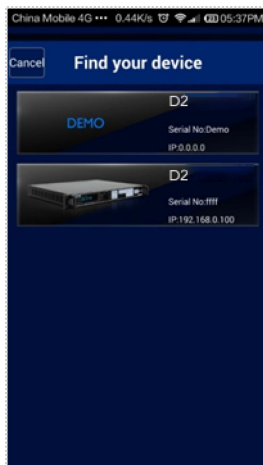 China Mobile 4G ••• 0.44K/s 05:37PM
Cancel
Find your device
D2
DEMO
Serial No:Demo
IP:0.0.0.0
D2
Serial No:ffff
IP:192.168.0.100